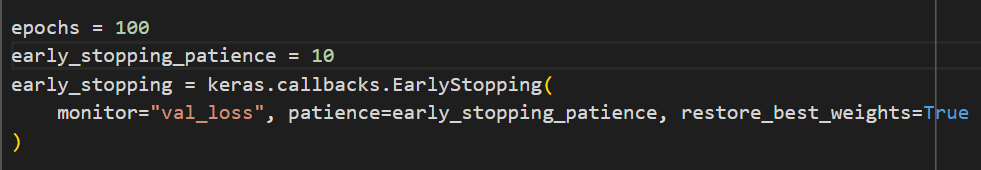 epochs = 100
early_stopping_patience = 10
early_stopping = keras.callbacks.EarlyStopping(
    monitor="val_loss", patience=early_stopping_patience, restore_best_weights=True
)